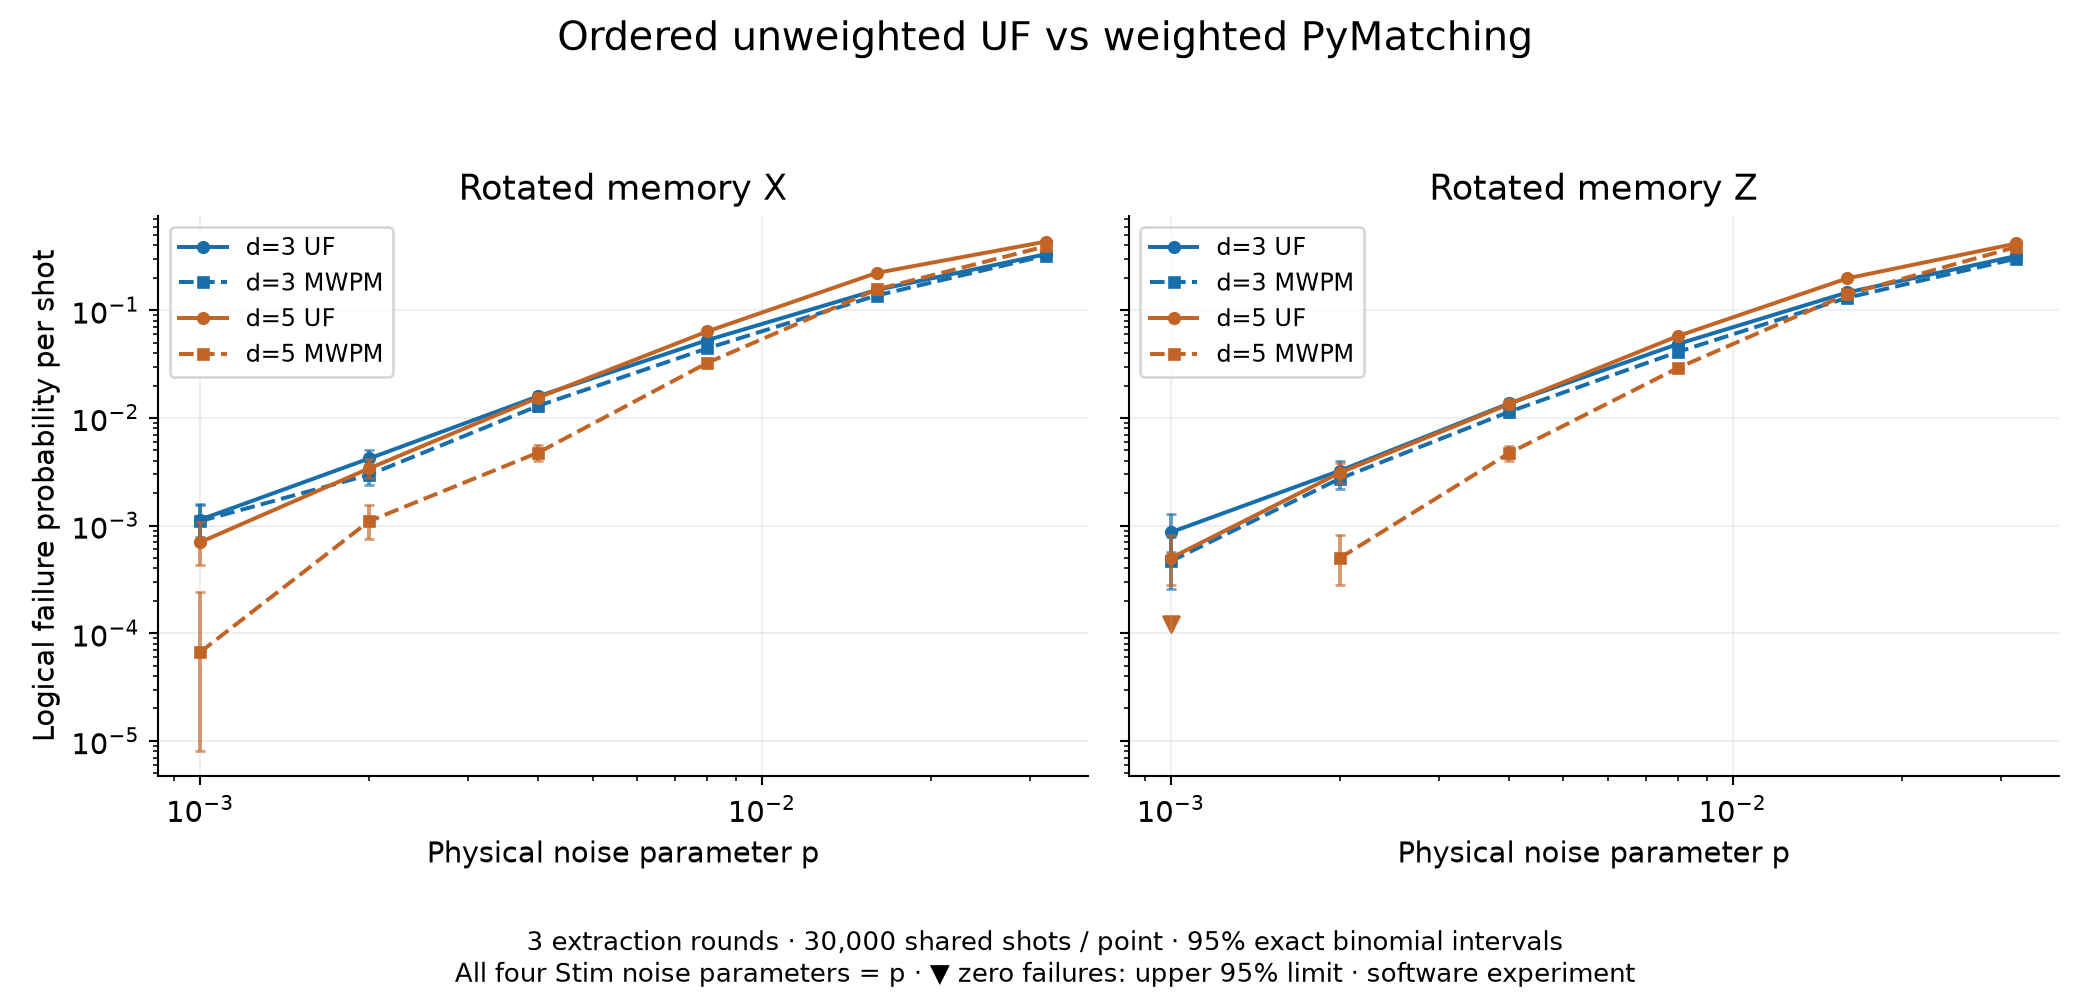 Ordered unweighted UF vs weighted PyMatching
Rotated memory X
d=3 UF
d=3 MWPM
d=5 UF
d=5 MWPM
Logical failure probability per shot
10⁻¹
10⁻²
10⁻³
10⁻⁴
10⁻⁵
10⁻³
10⁻²
Physical noise parameter p
Rotated memory Z
d=3 UF
d=3 MWPM
d=5 UF
d=5 MWPM
10⁻³
10⁻²
Physical noise parameter p
3 extraction rounds · 30,000 shared shots / point · 95% exact binomial intervals
All four Stim noise parameters = p · ▼ zero failures: upper 95% limit · software experiment